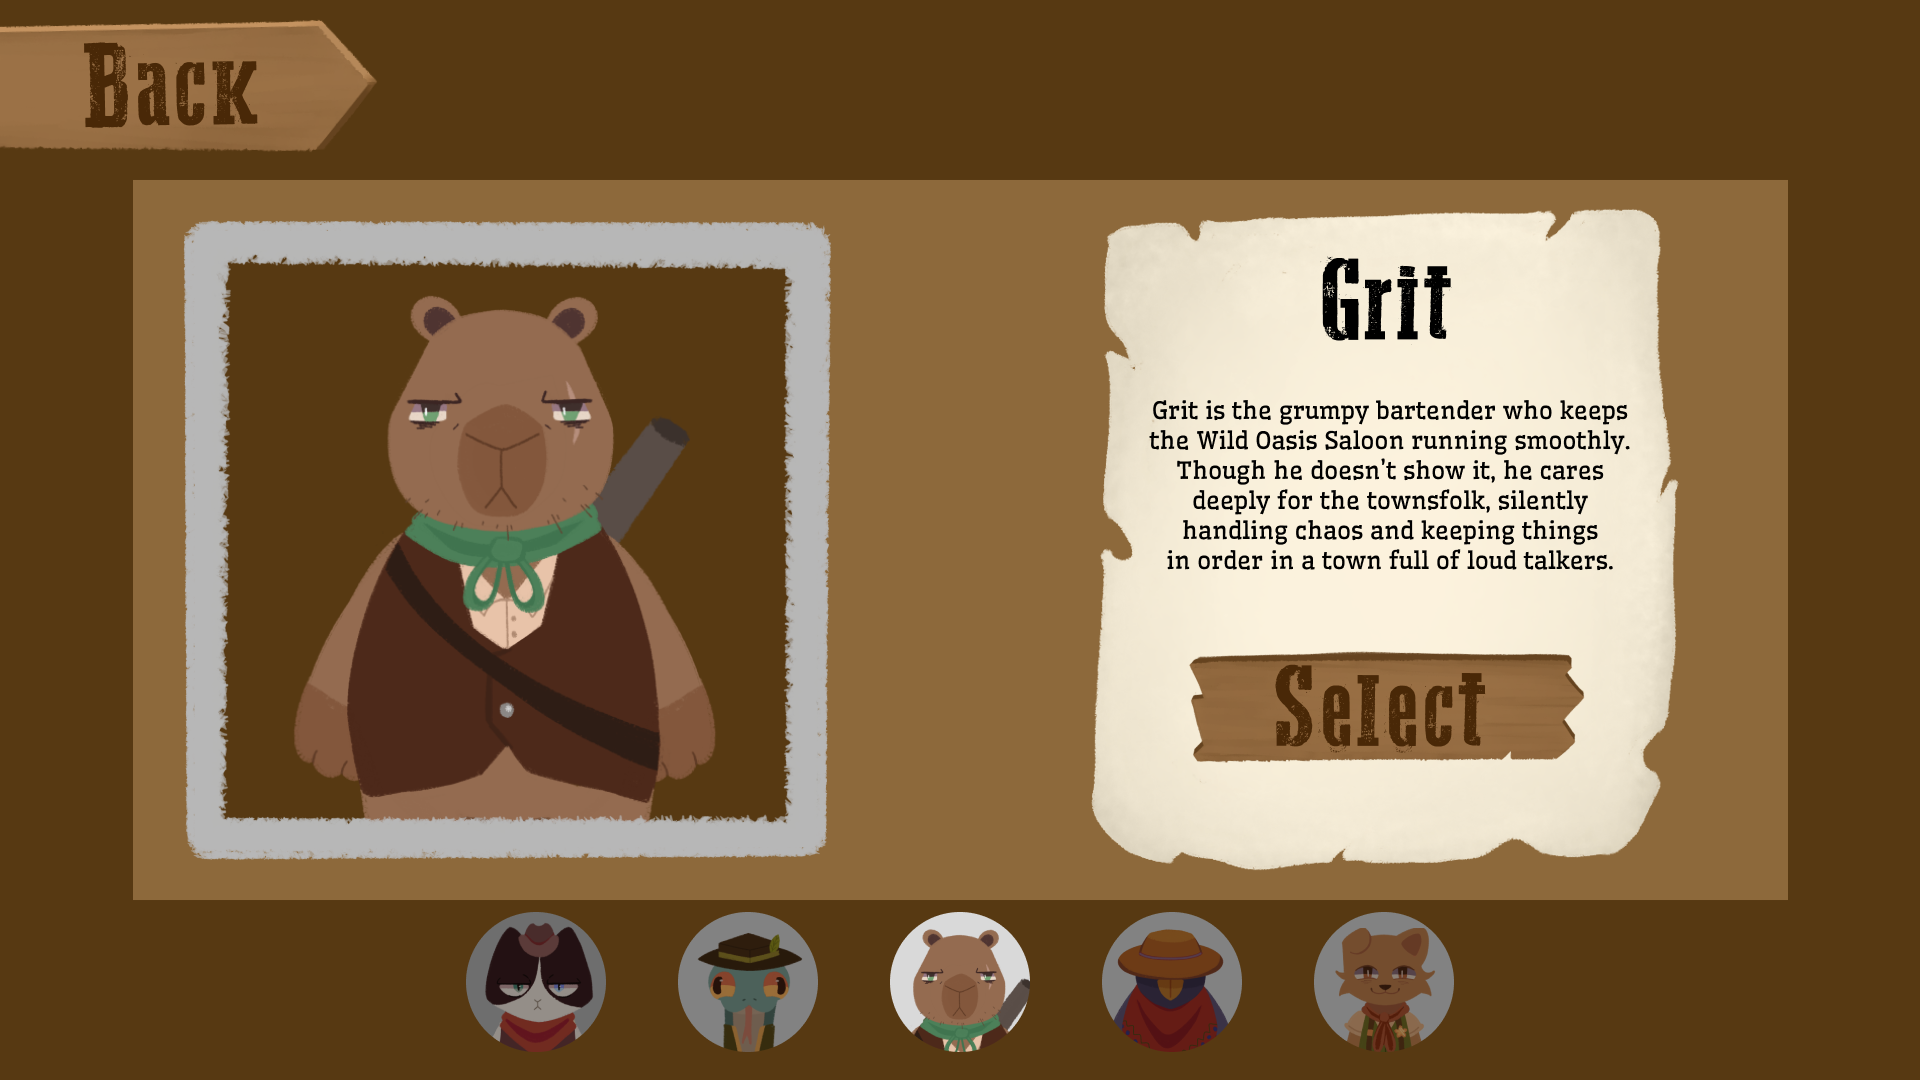 Back
Grit
Grit is the grumpy bartender who keeps
the Wild Oasis Saloon running smoothly.
Though he doesn't show it, he cares
deeply for the townsfolk, silently
handling chaos and keeping things
in order in a town full of loud talkers.
Select